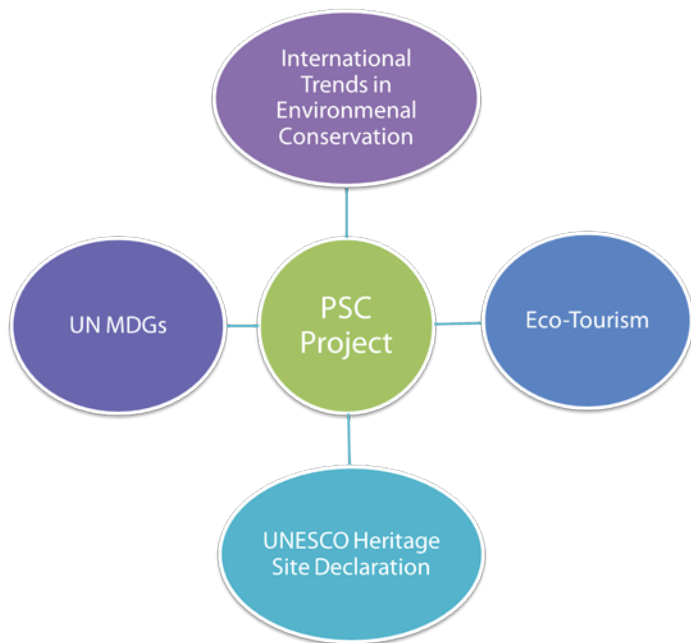 International
Trends in
Environmenal
Conservation
UN MDGs
PSC
Project
Eco-Tourism
UNESCO Heritage
Site Declaration